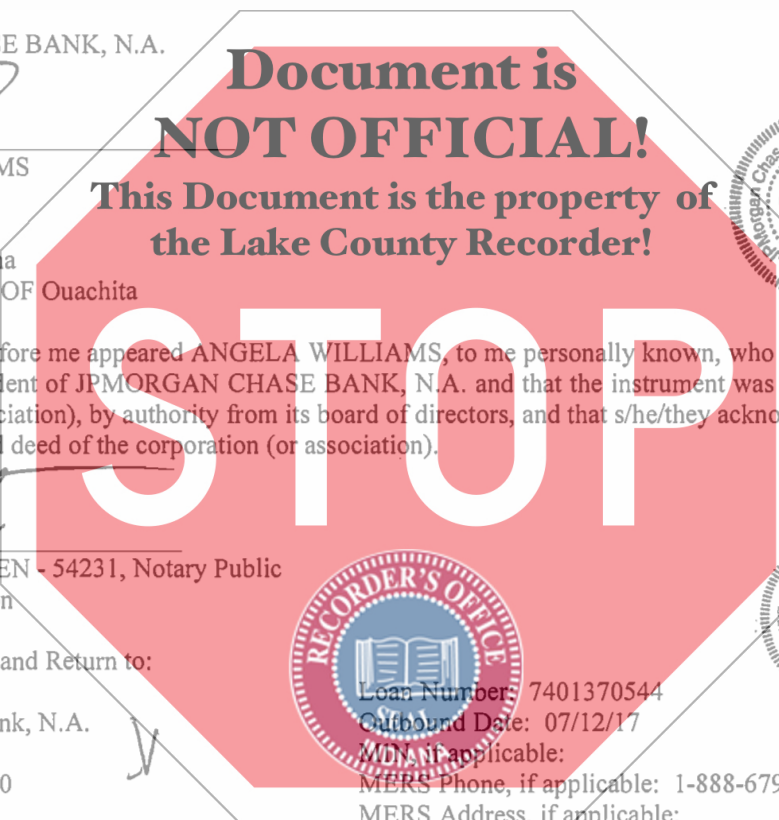 E BANK, N.A.
Document is
NOT OFFICIAL!
MS
This Document is the property of
the Lake County Recorder!
JPMorgan Chas
a
OF Ouachita
STOP
fore me appeared ANGELA WILLIAMS, to me personally known, who
dent of JPMORGAN CHASE BANK, N.A. and that the instrument was
ciation), by authority from its board of directors, and that s/he/they ackno
deed of the corporation (or association).
EN - 54231, Notary Public
n
RECORDER'S OFFICE
SEAL
and Return to:
Loan Number: 7401370544
nk, N.A.
Outbound Date: 07/12/17
MIN, if applicable:
0
MERS Phone, if applicable: 1-888-679
MERS Address, if applicable: